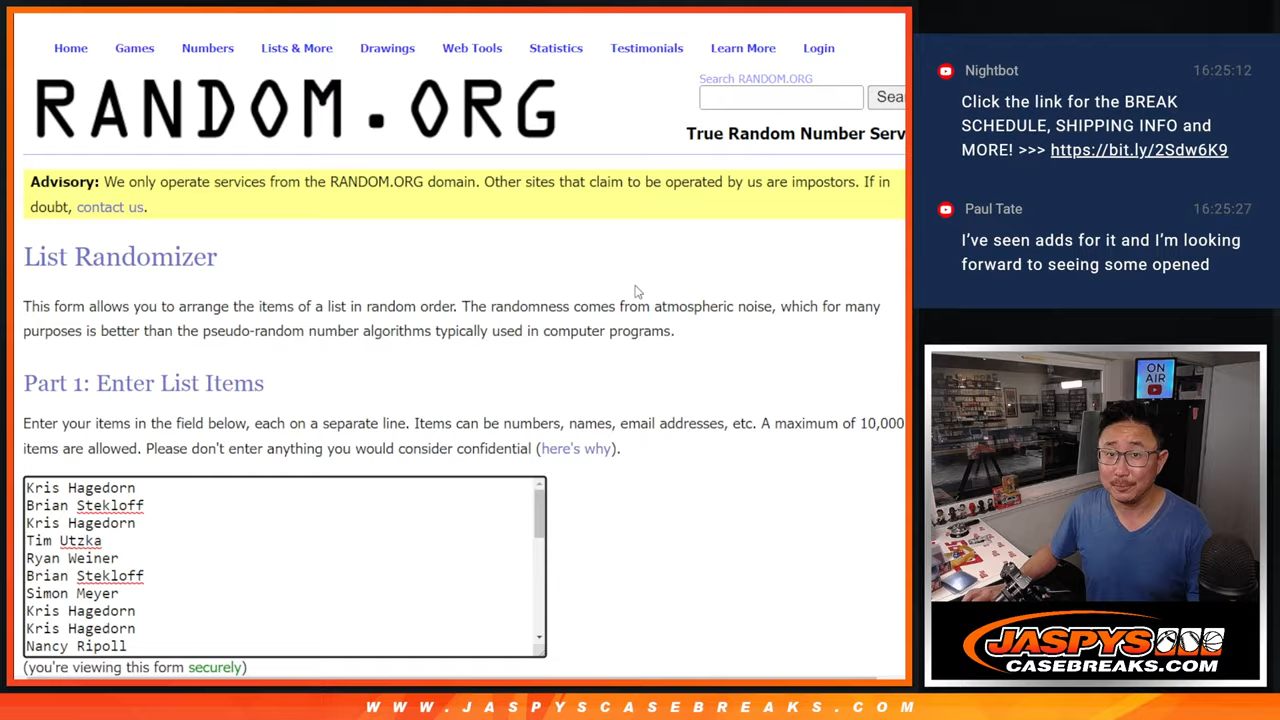 Home Games Numbers Lists & More Drawings Web Tools Statistics Testimonials Learn More Login
RANDOM.ORG
Search RANDOM.ORG
Sea
True Random Number Serv
Advisory: We only operate services from the RANDOM.ORG domain. Other sites that claim to be operated by us are impostors. If in
doubt, contact us.
List Randomizer
This form allows you to arrange the items of a list in random order. The randomness comes from atmospheric noise, which for many
purposes is better than the pseudo-random number algorithms typically used in computer programs.
Part 1: Enter List Items
Enter your items in the field below, each on a separate line. Items can be numbers, names, email addresses, etc. A maximum of 10,000
items are allowed. Please don't enter anything you would consider confidential (here's why).
Kris Hagedorn
Brian Stekloff
Kris Hagedorn
Tim Utzka
Ryan Weiner
Brian Stekloff
Simon Meyer
Kris Hagedorn
Kris Hagedorn
Nancy Ripoll
(you're viewing this form securely)
Nightbot 16:25:12
Click the link for the BREAK
SCHEDULE, SHIPPING INFO and
MORE! >>> https://bit.ly/2Sdw6K9
Paul Tate 16:25:27
I've seen adds for it and I'm looking
forward to seeing some opened
ON
AIR
JASPYS
CASEBREAKS.COM
WWW.JASPYSCASEBREAKS.COM